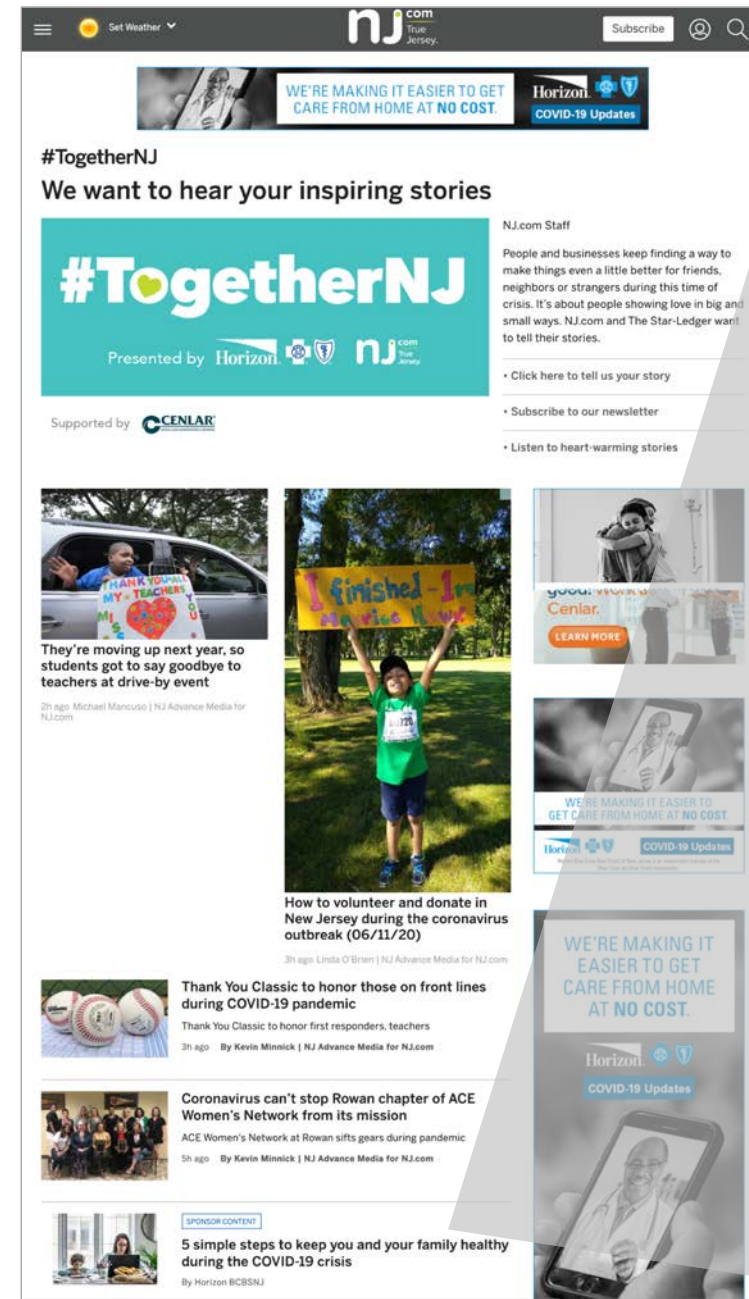 Set Weather
nj
.com
True
Jersey.
Subscribe
WE'RE MAKING IT EASIER TO GET
CARE FROM HOME AT NO COST.
Horizon
COVID-19 Updates
#TogetherNJ
We want to hear your inspiring stories
#TogetherNJ
Presented by Horizon nj.com
True
Jersey.
Supported by CENLAR
NJ.com Staff
People and businesses keep finding a way to
make things even a little better for friends,
neighbors or strangers during this time of
crisis. It's about people showing love in big and
small ways. NJ.com and The Star-Ledger want
to tell their stories.
• Click here to tell us your story
• Subscribe to our newsletter
• Listen to heart-warming stories
THANK YOU ALL
MY TEACHERS
MISS
YOU
They're moving up next year, so
students got to say goodbye to
teachers at drive-by event
2h ago Michael Mancuso | NJ Advance Media for
NJ.com
I finished - 1
How to volunteer and donate in
New Jersey during the coronavirus
outbreak (06/11/20)
3h ago Linda O'Brien | NJ Advance Media for NJ.com
Cenlar.
LEARN MORE
WE'RE MAKING IT EASIER TO
GET CARE FROM HOME AT NO COST.
Horizon
COVID-19 Updates
WE'RE MAKING IT
EASIER TO GET
CARE FROM HOME
AT NO COST.
Horizon
COVID-19 Updates
Thank You Classic to honor those on front lines
during COVID-19 pandemic
Thank You Classic to honor first responders, teachers
3h ago By Kevin Minnick | NJ Advance Media for NJ.com
Coronavirus can't stop Rowan chapter of ACE
Women's Network from its mission
ACE Women's Network at Rowan sifts gears during pandemic
5h ago By Kevin Minnick | NJ Advance Media for NJ.com
SPONSOR CONTENT
5 simple steps to keep you and your family healthy
during the COVID-19 crisis
By Horizon BCBSNJ